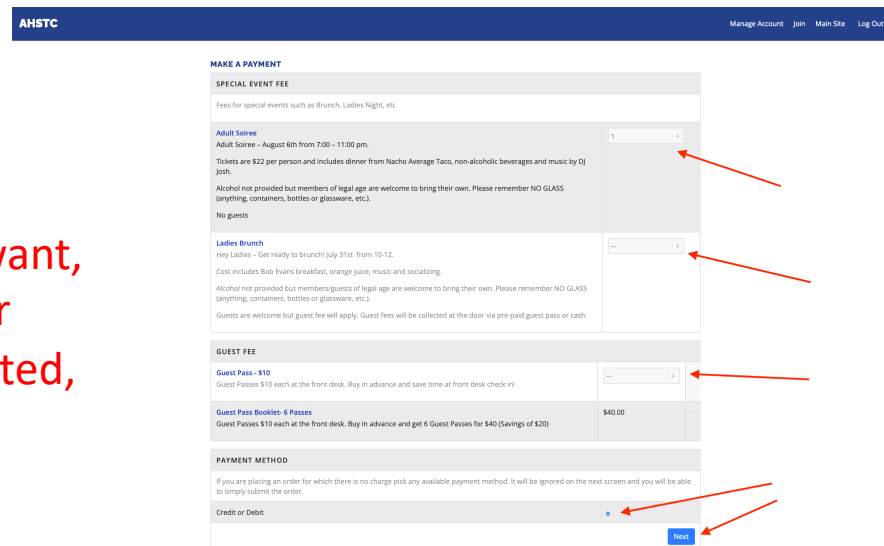 AHSTC
Manage Account Join Main Site Log Out
MAKE A PAYMENT
SPECIAL EVENT FEE
Fees for special events such as Brunch, Ladies Night, etc
Adult Soiree
1
Adult Soiree – August 6th from 7:00 – 11:00 pm.
Tickets are $22 per person and includes dinner from Nacho Average Taco, non-alcoholic beverages and music by DJ
Josh.
Alcohol not provided but members of legal age are welcome to bring their own. Please remember NO GLASS
(anything, containers, bottles or glassware, etc.).
No guests
Ladies Brunch
---
Hey Ladies – Get ready to brunch! July 31st from 10-12.
Cost includes Bob Evans breakfast, orange juice, music and socializing.
Alcohol not provided but members/guests of legal age are welcome to bring their own. Please remember NO GLASS
(anything, containers, bottles or glassware, etc.).
Guests are welcome but guest fee will apply. Guest fees will be collected at the door via pre-paid guest pass or cash.
GUEST FEE
Guest Pass - $10
---
Guest Passes $10 each at the front desk. Buy in advance and save time at front desk check in!
Guest Pass Booklet- 6 Passes
$40.00
Guest Passes $10 each at the front desk. Buy in advance and get 6 Guest Passes for $40 (Savings of $20)
PAYMENT METHOD
If you are placing an order for which there is no charge pick any available payment method. It will be ignored on the next screen and you will be able
to simply submit the order.
Credit or Debit
Next